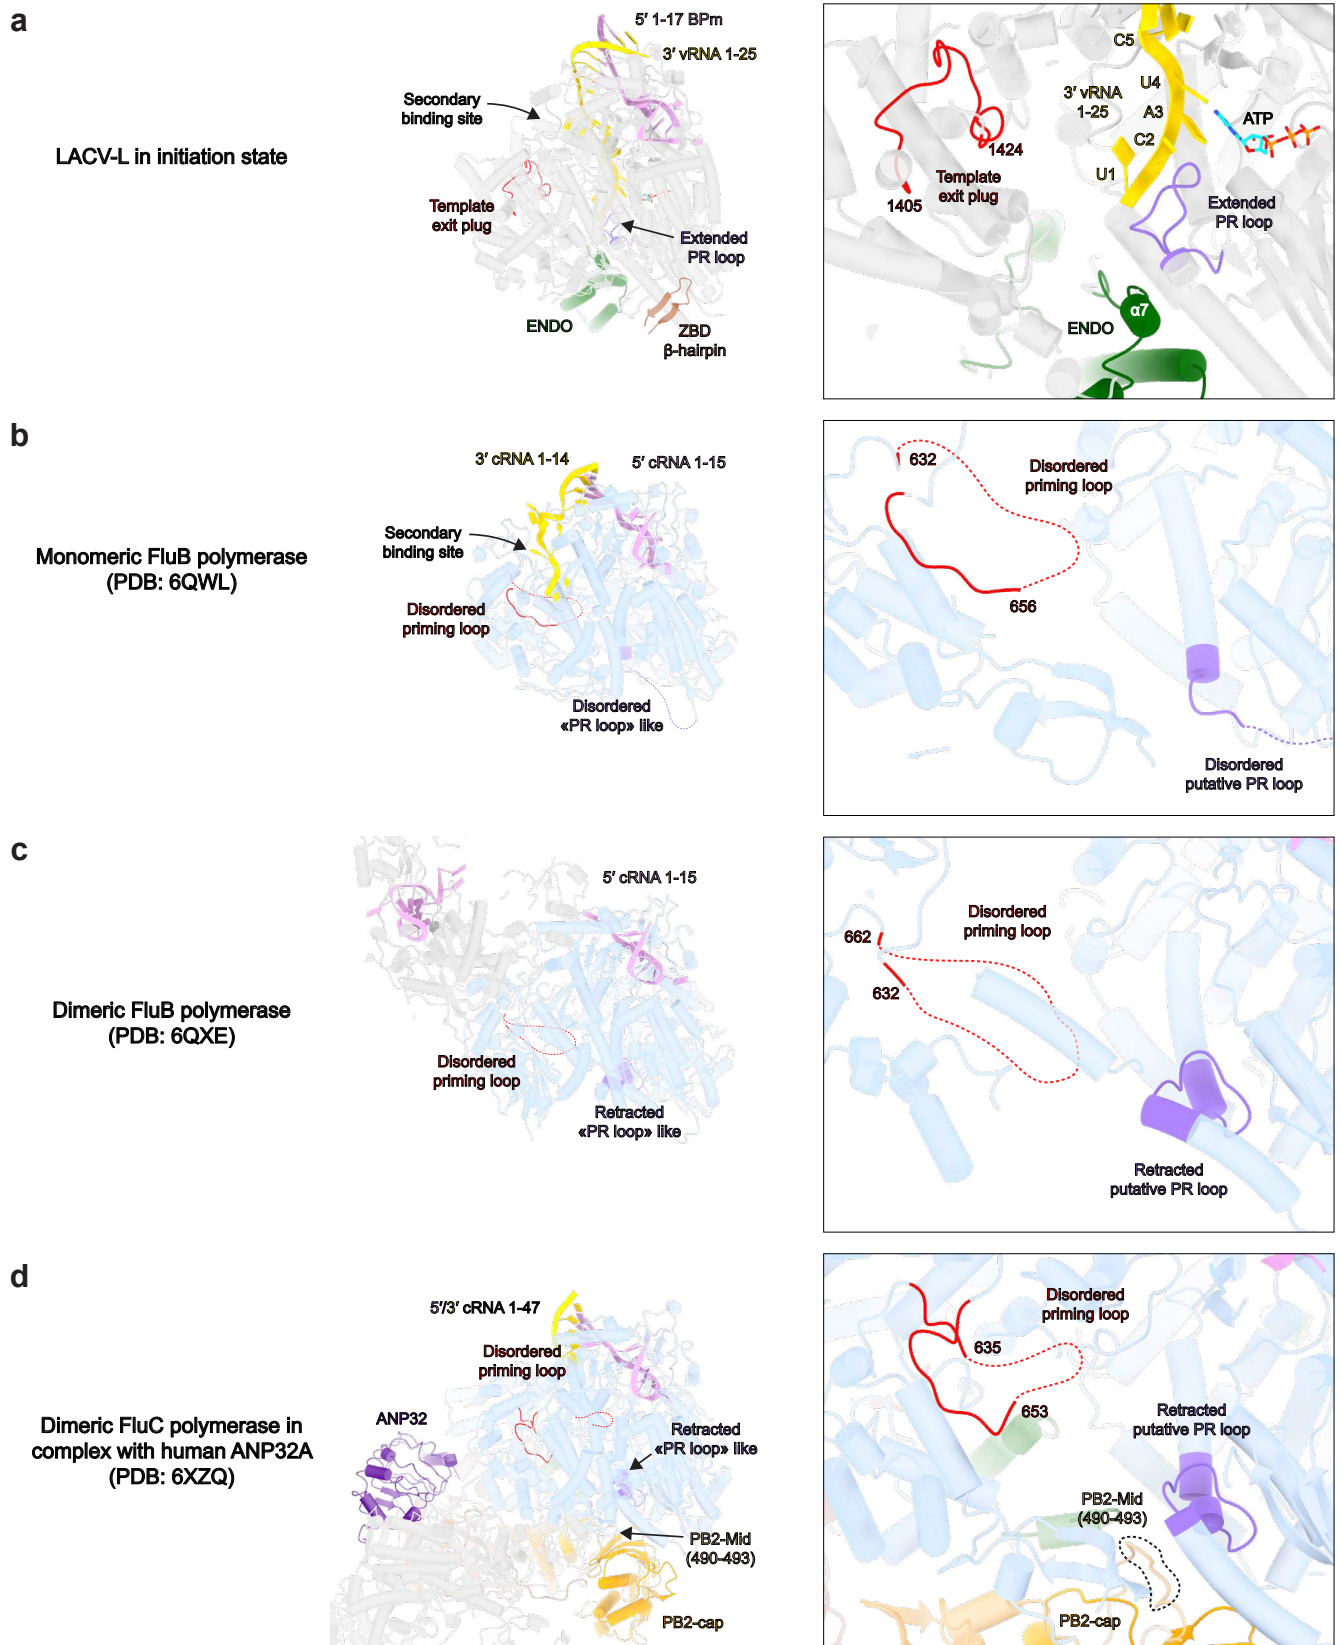 a
LACV-L in initiation state
5′ 1-17 BPm
3′ vRNA 1-25
Secondary
binding site
Template
exit plug
Extended
PR loop
ENDO
ZBD
β-hairpin
C5
U4
3′ vRNA
1-25
A3
ATP
C2
U1
1424
Template
exit plug
1405
Extended
PR loop
α7
ENDO
b
Monomeric FluB polymerase
(PDB: 6QWL)
3′ cRNA 1-14
5′ cRNA 1-15
Secondary
binding site
Disordered
priming loop
Disordered
«PR loop» like
632
Disordered
priming loop
656
Disordered
putative PR loop
c
Dimeric FluB polymerase
(PDB: 6QXE)
5′ cRNA 1-15
Disordered
priming loop
Retracted
«PR loop» like
662
Disordered
priming loop
632
Retracted
putative PR loop
d
Dimeric FluC polymerase in
complex with human ANP32A
(PDB: 6XZQ)
5′/3′ cRNA 1-47
Disordered
priming loop
ANP32
Retracted
«PR loop» like
PB2-Mid
(490-493)
PB2-cap
Disordered
priming loop
635
653
Retracted
putative PR loop
PB2-Mid
(490-493)
PB2-cap